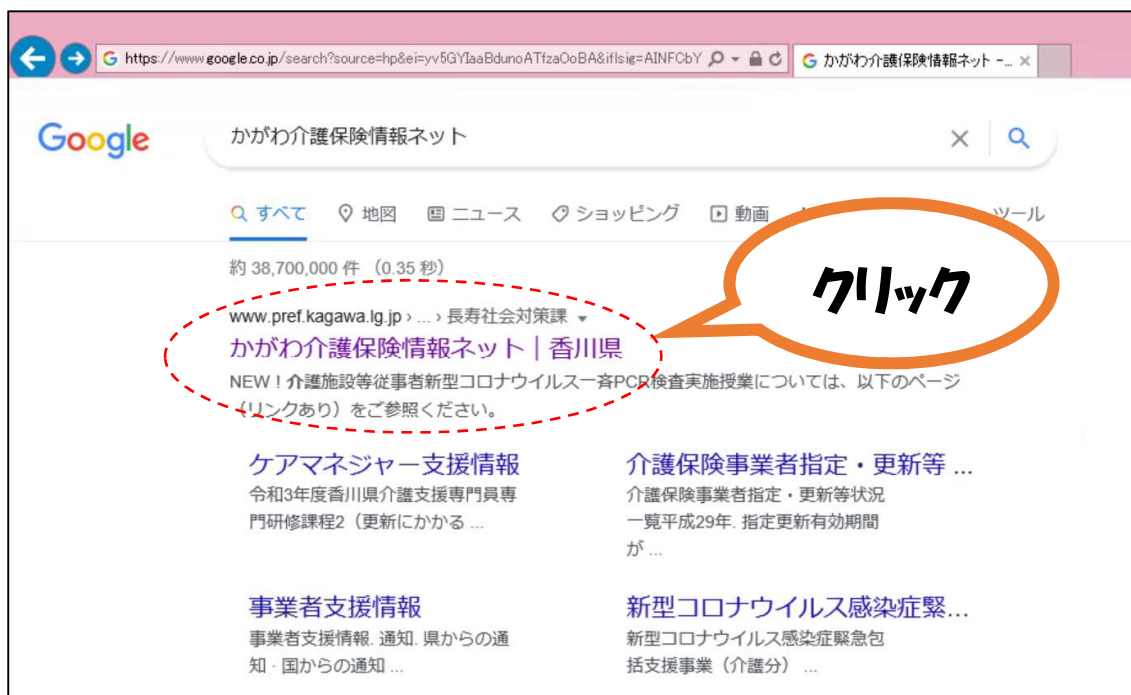 https://www.google.co.jp/search?source=hp&ei=yv5GYIaaBdunoATfzaOoBA&iflsig=AINFCbY
かがわ介護保険情報ネット -...
Google
かがわ介護保険情報ネット
すべて 地図 ニュース ショッピング 動画 ツール
約 38,700,000 件 (0.35 秒)
クリック
www.pref.kagawa.lg.jp › ... › 長寿社会対策課
かがわ介護保険情報ネット | 香川県
NEW！介護施設等従事者新型コロナウイルス一斉PCR検査実施授業については、以下のページ
（リンクあり）をご参照ください。
ケアマネジャー支援情報
令和3年度香川県介護支援専門員専
門研修課程2（更新にかかる ...
介護保険事業者指定・更新等 ...
介護保険事業者指定・更新等状況
一覧平成29年. 指定更新有効期間
が ...
事業者支援情報
事業者支援情報. 通知. 県からの通
知 · 国からの通知 ...
新型コロナウイルス感染症緊...
新型コロナウイルス感染症緊急包
括支援事業（介護分） ...